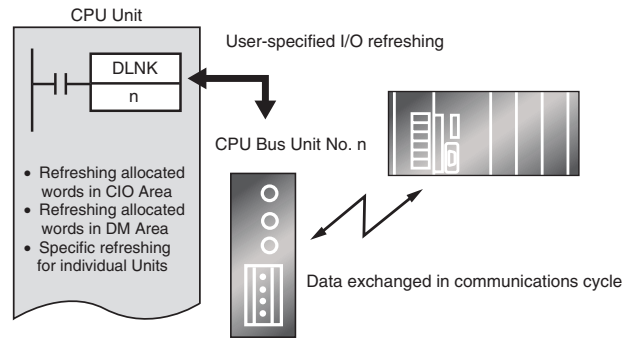 CPU Unit
User-specified I/O refreshing
DLNK
n
CPU Bus Unit No. n
• Refreshing allocated
words in CIO Area
• Refreshing allocated
words in DM Area
• Specific refreshing
for individual Units
Data exchanged in communications cycle